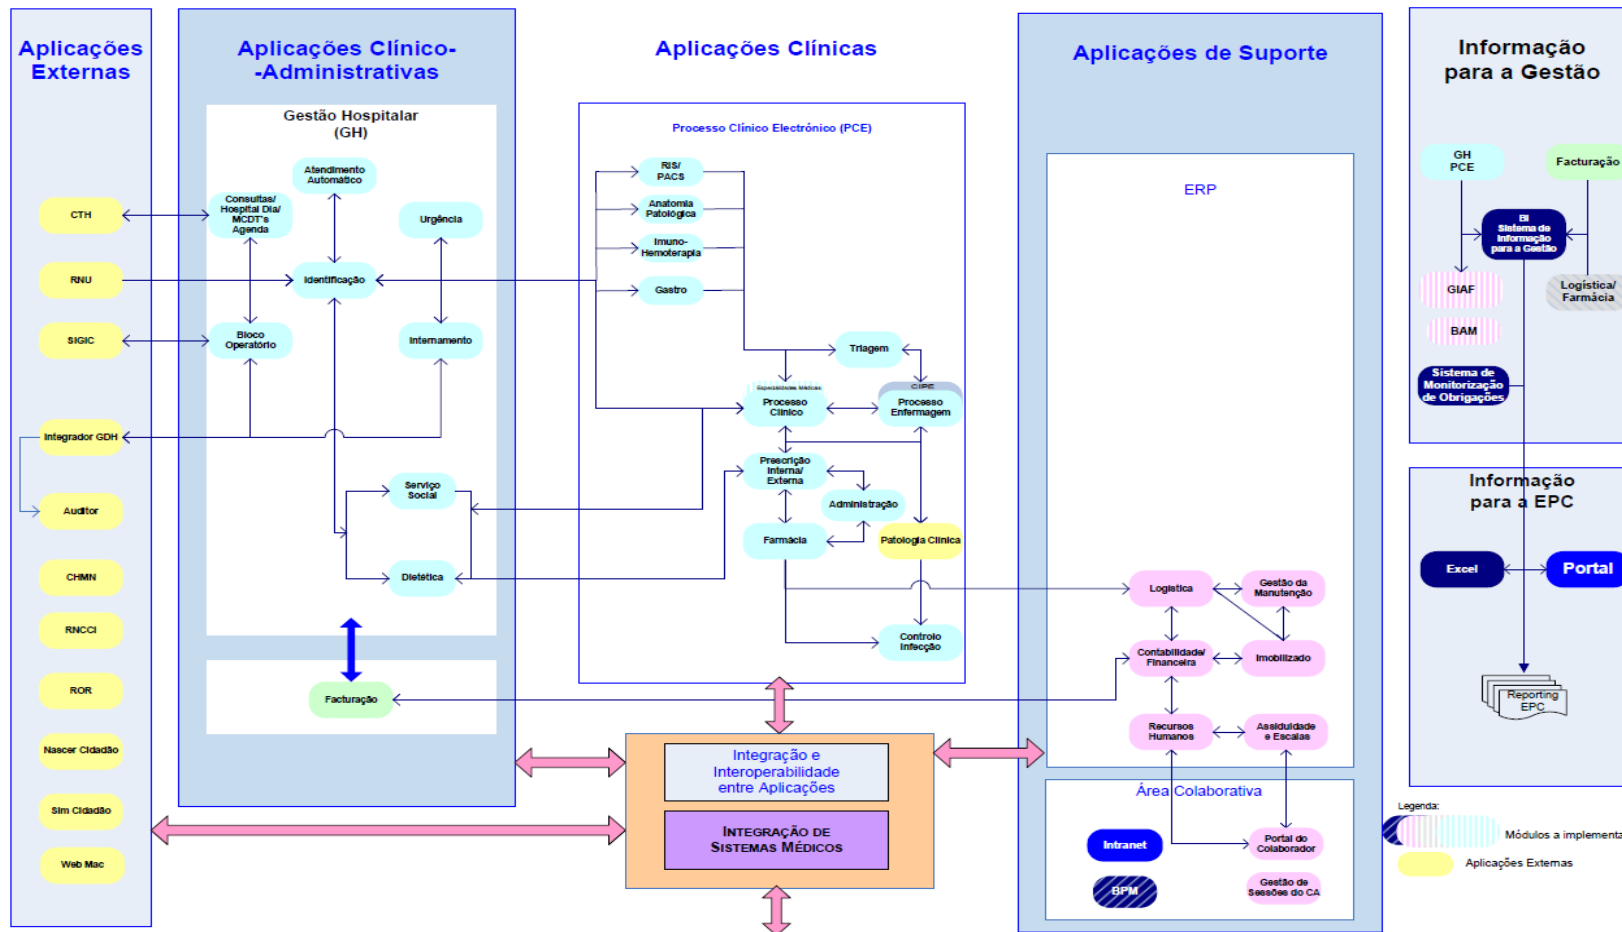 Aplicações
Externas
CTH
RNU
SIGIC
Integrador GDH
Auditor
CHMN
RNCCI
ROR
Nascer Cidadão
Sim Cidadão
Web Mac
Aplicações Clínico-
-Administrativas
Gestão Hospitalar
(GH)
Atendimento
Automático
Consultas/
Hospital Dia/
MCDT's
Agenda
Urgência
Identificação
Bloco
Operatório
Internamento
Serviço
Social
Dietética
Facturação
Aplicações Clínicas
Processo Clínico Electrónico (PCE)
RIS/
PACS
Anatomia
Patológica
Imuno-
Hemoterapia
Gastro
Triagem
Especialidades Médicas
Processo
Clínico
CIPE
Processo
Enfermagem
Prescrição
Interna/
Externa
Administração
Farmácia
Patologia Clínica
Controlo
Infecção
Integração e
Interoperabilidade
entre Aplicações
INTEGRAÇÃO DE
SISTEMAS MÉDICOS
Aplicações de Suporte
ERP
Logística
Gestão da
Manutenção
Contabilidade/
Financeira
Imobilizado
Recursos
Humanos
Assiduidade
e Escalas
Área Colaborativa
Intranet
Portal do
Colaborador
BPM
Gestão de
Sessões do CA
Informação
para a Gestão
GH
PCE
Facturação
BI
Sistema de
Informação
para a Gestão
GIAF
Logística/
Farmácia
BAM
Sistema de
Monitorização
de Obrigações
Informação
para a EPC
Excel
Portal
Reporting
EPC
Legenda:
Módulos a implementa
Aplicações Externas